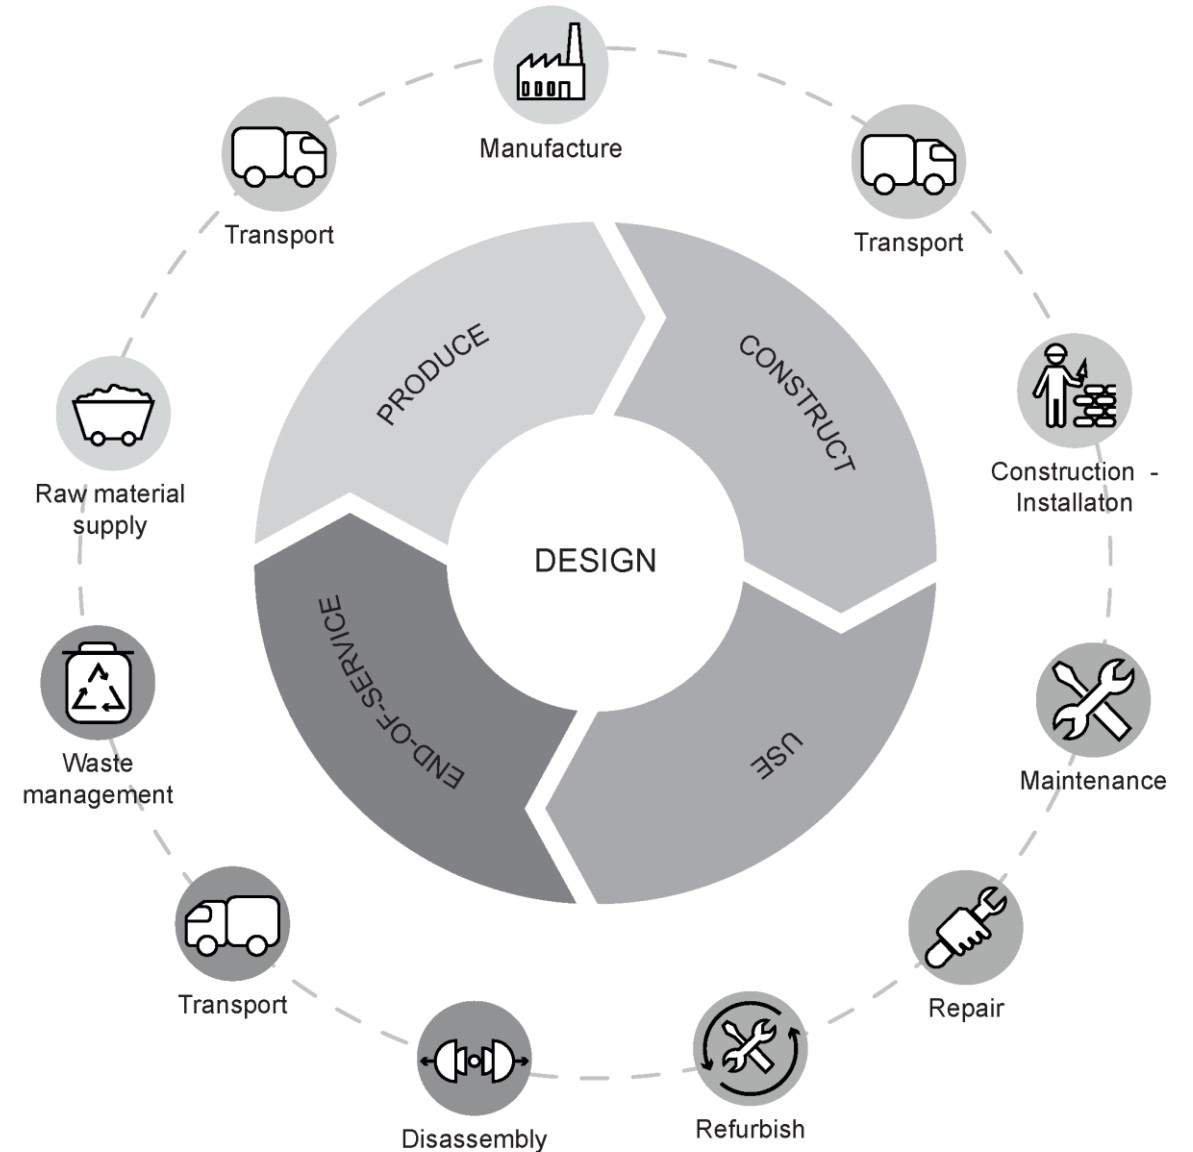 Manufacture
Transport
Transport
PRODUCE
CONSTRUCT
Construction -
Installaton
Raw material
supply
DESIGN
END-OF-SERVICE
USE
Waste
management
Maintenance
Transport
Repair
Disassembly
Refurbish